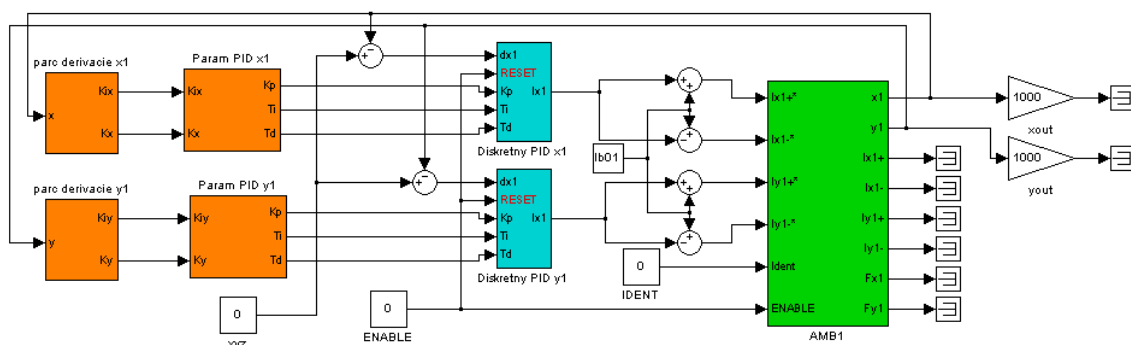 parc derivacie x1
x
Kix
Kx
Param PID x1
Kix
Kx
Kp
Ti
Td
dx1
RESET
Kp
Ti
Td
Ix1
Diskretny PID x1
parc derivacie y1
y
Kiy
Ky
Param PID y1
Kiy
Ky
Kp
Ti
Td
dx1
RESET
Kp
Ti
Td
Ix1
Diskretny PID y1
Ib01
0
0
ENABLE
0
IDENT
Ix1+*
Ix1-*
Iy1+*
Iy1-*
Ident
ENABLE
x1
y1
Ix1+
Ix1-
Iy1+
Iy1-
Fx1
Fy1
AMB1
1000
xout
1000
yout